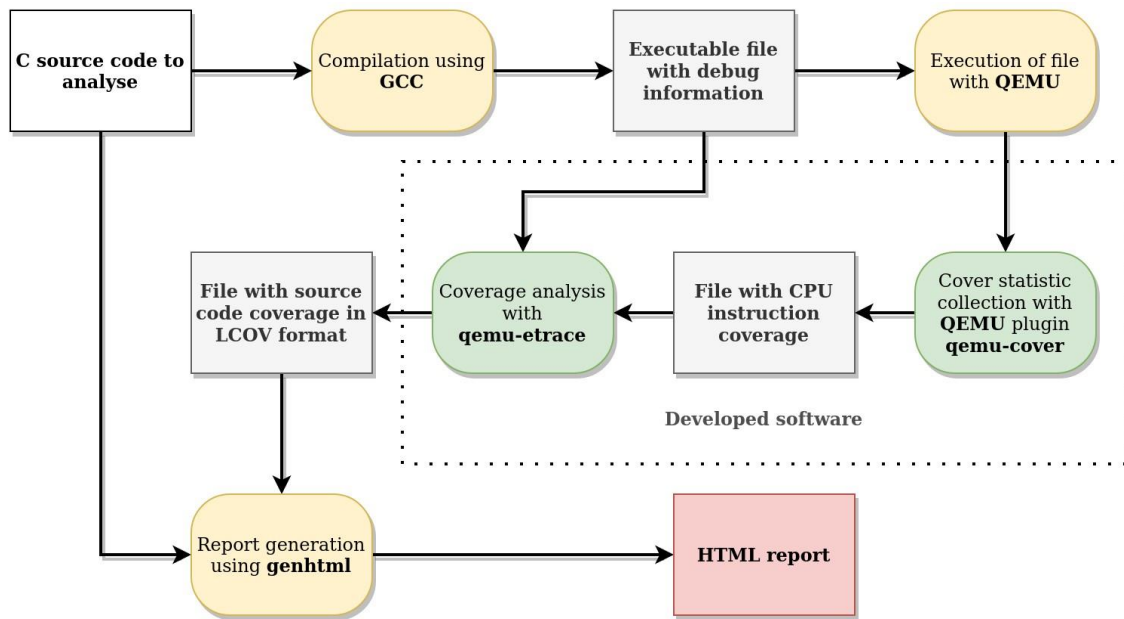 C source code to
analyse
Compilation using
GCC
Executable file
with debug
information
Execution of file
with QEMU
File with source
code coverage in
LCOV format
Coverage analysis
with
qemu-etrace
File with CPU
instruction
coverage
Cover statistic
collection with
QEMU plugin
qemu-cover
Developed software
Report generation
using genhtml
HTML report